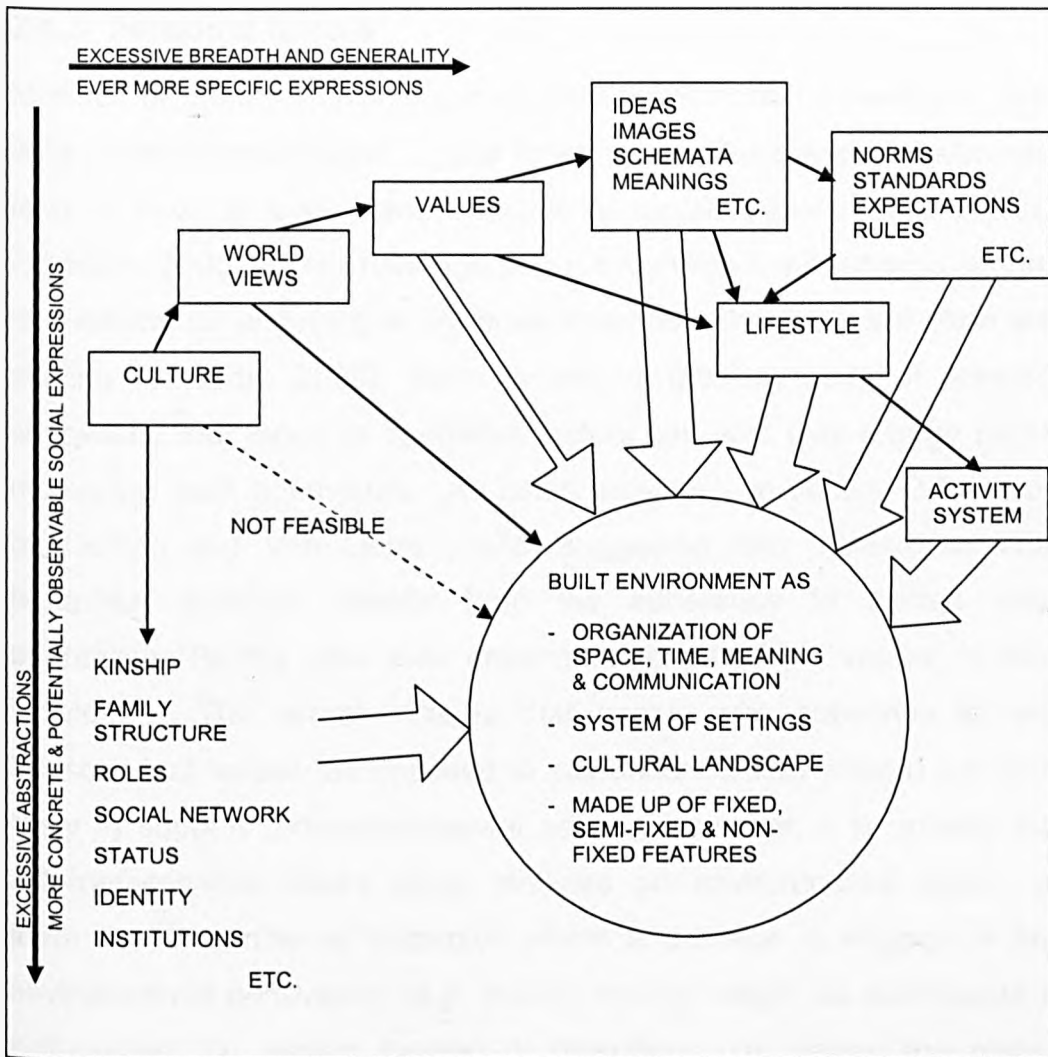 EXCESSIVE BREADTH AND GENERALITY
EVER MORE SPECIFIC EXPRESSIONS
EXCESSIVE ABSTRACTIONS
MORE CONCRETE & POTENTIALLY OBSERVABLE SOCIAL EXPRESSIONS
CULTURE
WORLD
VIEWS
VALUES
IDEAS
IMAGES
SCHEMATA
MEANINGS
ETC.
NORMS
STANDARDS
EXPECTATIONS
RULES
ETC.
LIFESTYLE
ACTIVITY
SYSTEM
NOT FEASIBLE
KINSHIP
FAMILY
STRUCTURE
ROLES
SOCIAL NETWORK
STATUS
IDENTITY
INSTITUTIONS
ETC.
BUILT ENVIRONMENT AS
- ORGANIZATION OF
SPACE, TIME, MEANING
& COMMUNICATION
- SYSTEM OF SETTINGS
- CULTURAL LANDSCAPE
- MADE UP OF FIXED,
SEMI-FIXED & NON-
FIXED FEATURES